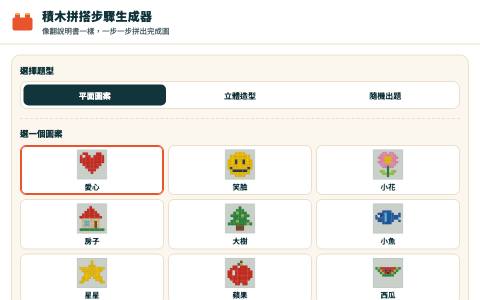 積木拼搭步驟生成器
像翻說明書一樣，一步一步拼出完成圖
選擇題型
平面圖案
立體造型
隨機出題
選一個圖案
愛心
笑臉
小花
房子
大樹
小魚
星星
蘋果
西瓜